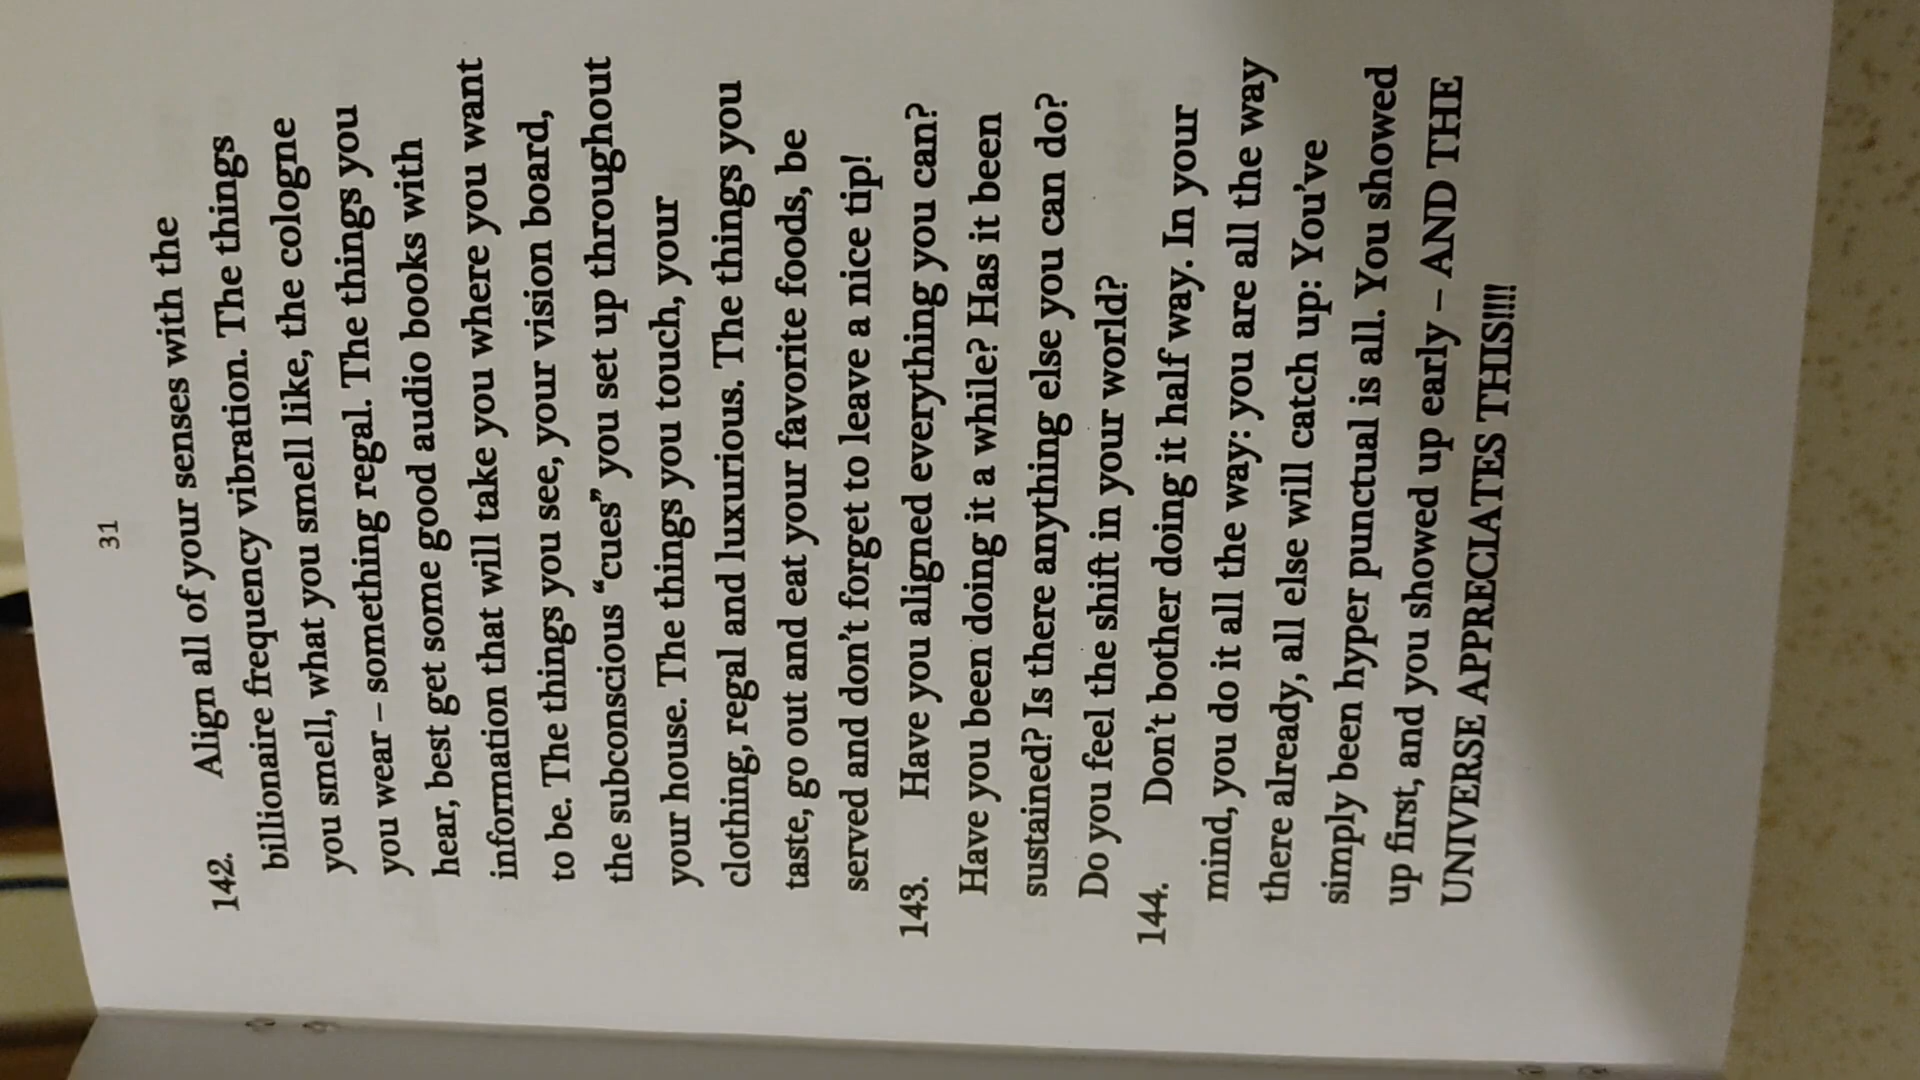 31
142. Align all of your senses with the
billionaire frequency vibration. The things
you smell, what you smell like, the cologne
you wear – something regal. The things you
hear, best get some good audio books with
information that will take you where you want
to be. The things you see, your vision board,
the subconscious “cues” you set up throughout
your house. The things you touch, your
clothing, regal and luxurious. The things you
taste, go out and eat your favorite foods, be
served and don’t forget to leave a nice tip!
143. Have you aligned everything you can?
Have you been doing it a while? Has it been
sustained? Is there anything else you can do?
Do you feel the shift in your world?
144. Don’t bother doing it half way. In your
mind, you do it all the way: you are all the way
there already, all else will catch up: You’ve
simply been hyper punctual is all. You showed
up first, and you showed up early – AND THE
UNIVERSE APPRECIATES THIS!!!!!